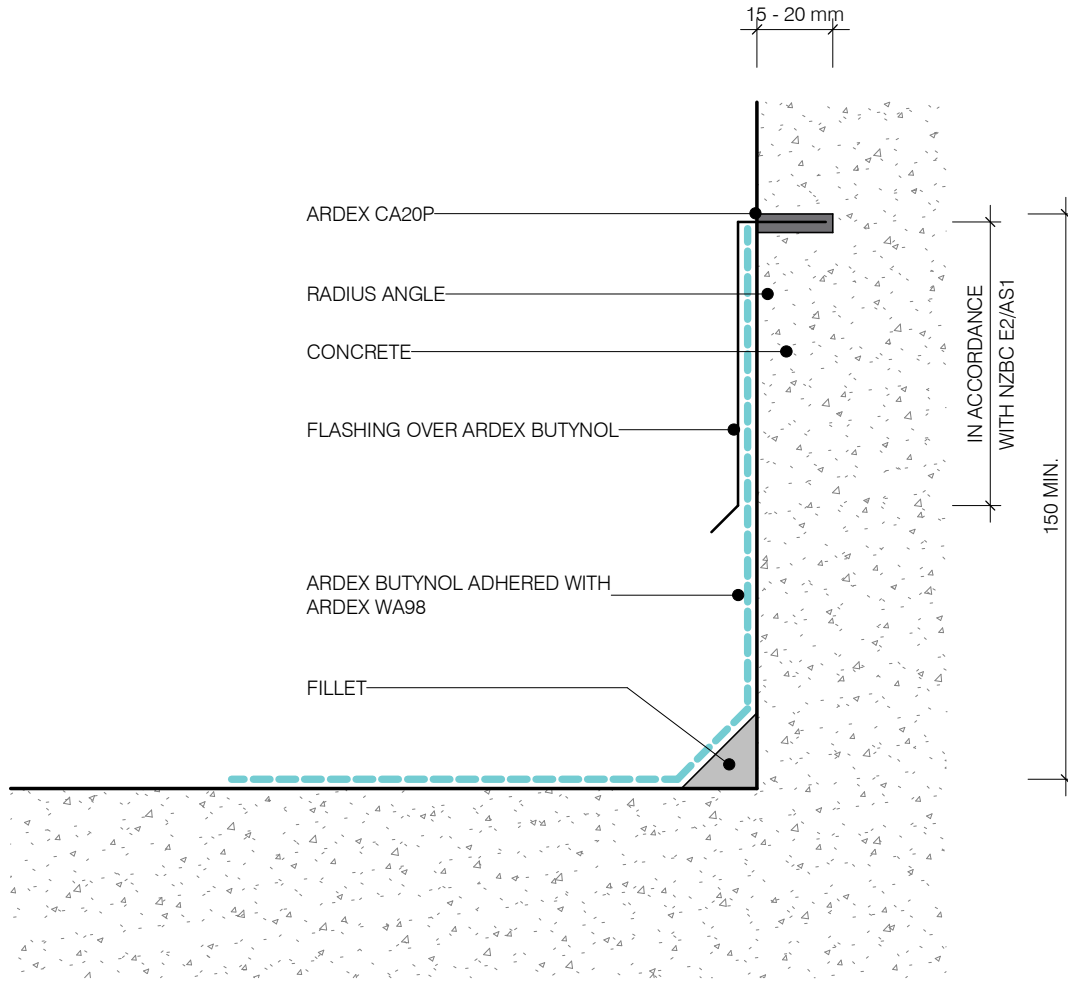 15 - 20 mm
ARDEX CA20P
RADIUS ANGLE
CONCRETE
FLASHING OVER ARDEX BUTYNOL
ARDEX BUTYNOL ADHERED WITH
ARDEX WA98
FILLET
IN ACCORDANCE
WITH NZBC E2/AS1
150 MIN.